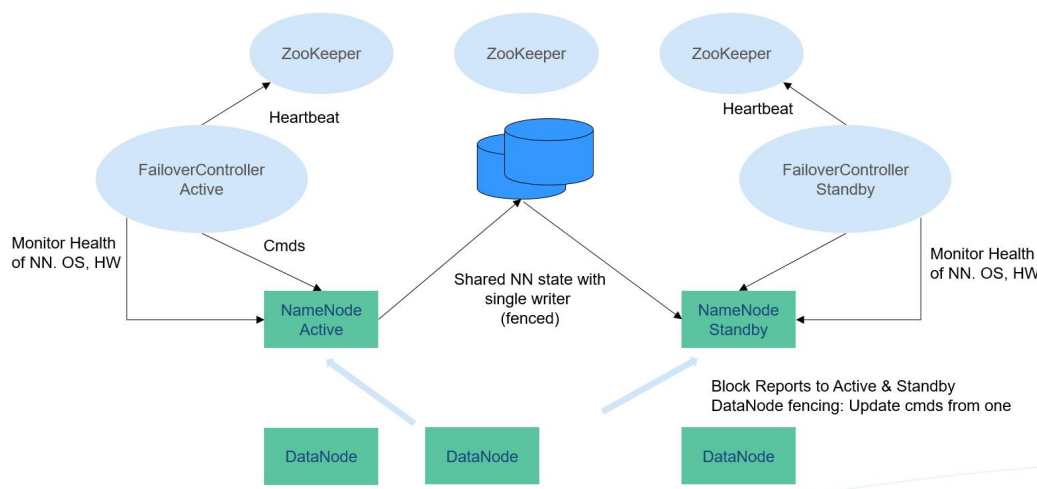 ZooKeeper
ZooKeeper
ZooKeeper
Heartbeat
Heartbeat
FailoverController
Active
FailoverController
Standby
Monitor Health
of NN. OS, HW
Cmds
Monitor Health
of NN. OS, HW
Shared NN state with
single writer
(fenced)
NameNode
Active
NameNode
Standby
Block Reports to Active & Standby
DataNode fencing: Update cmds from one
DataNode
DataNode
DataNode